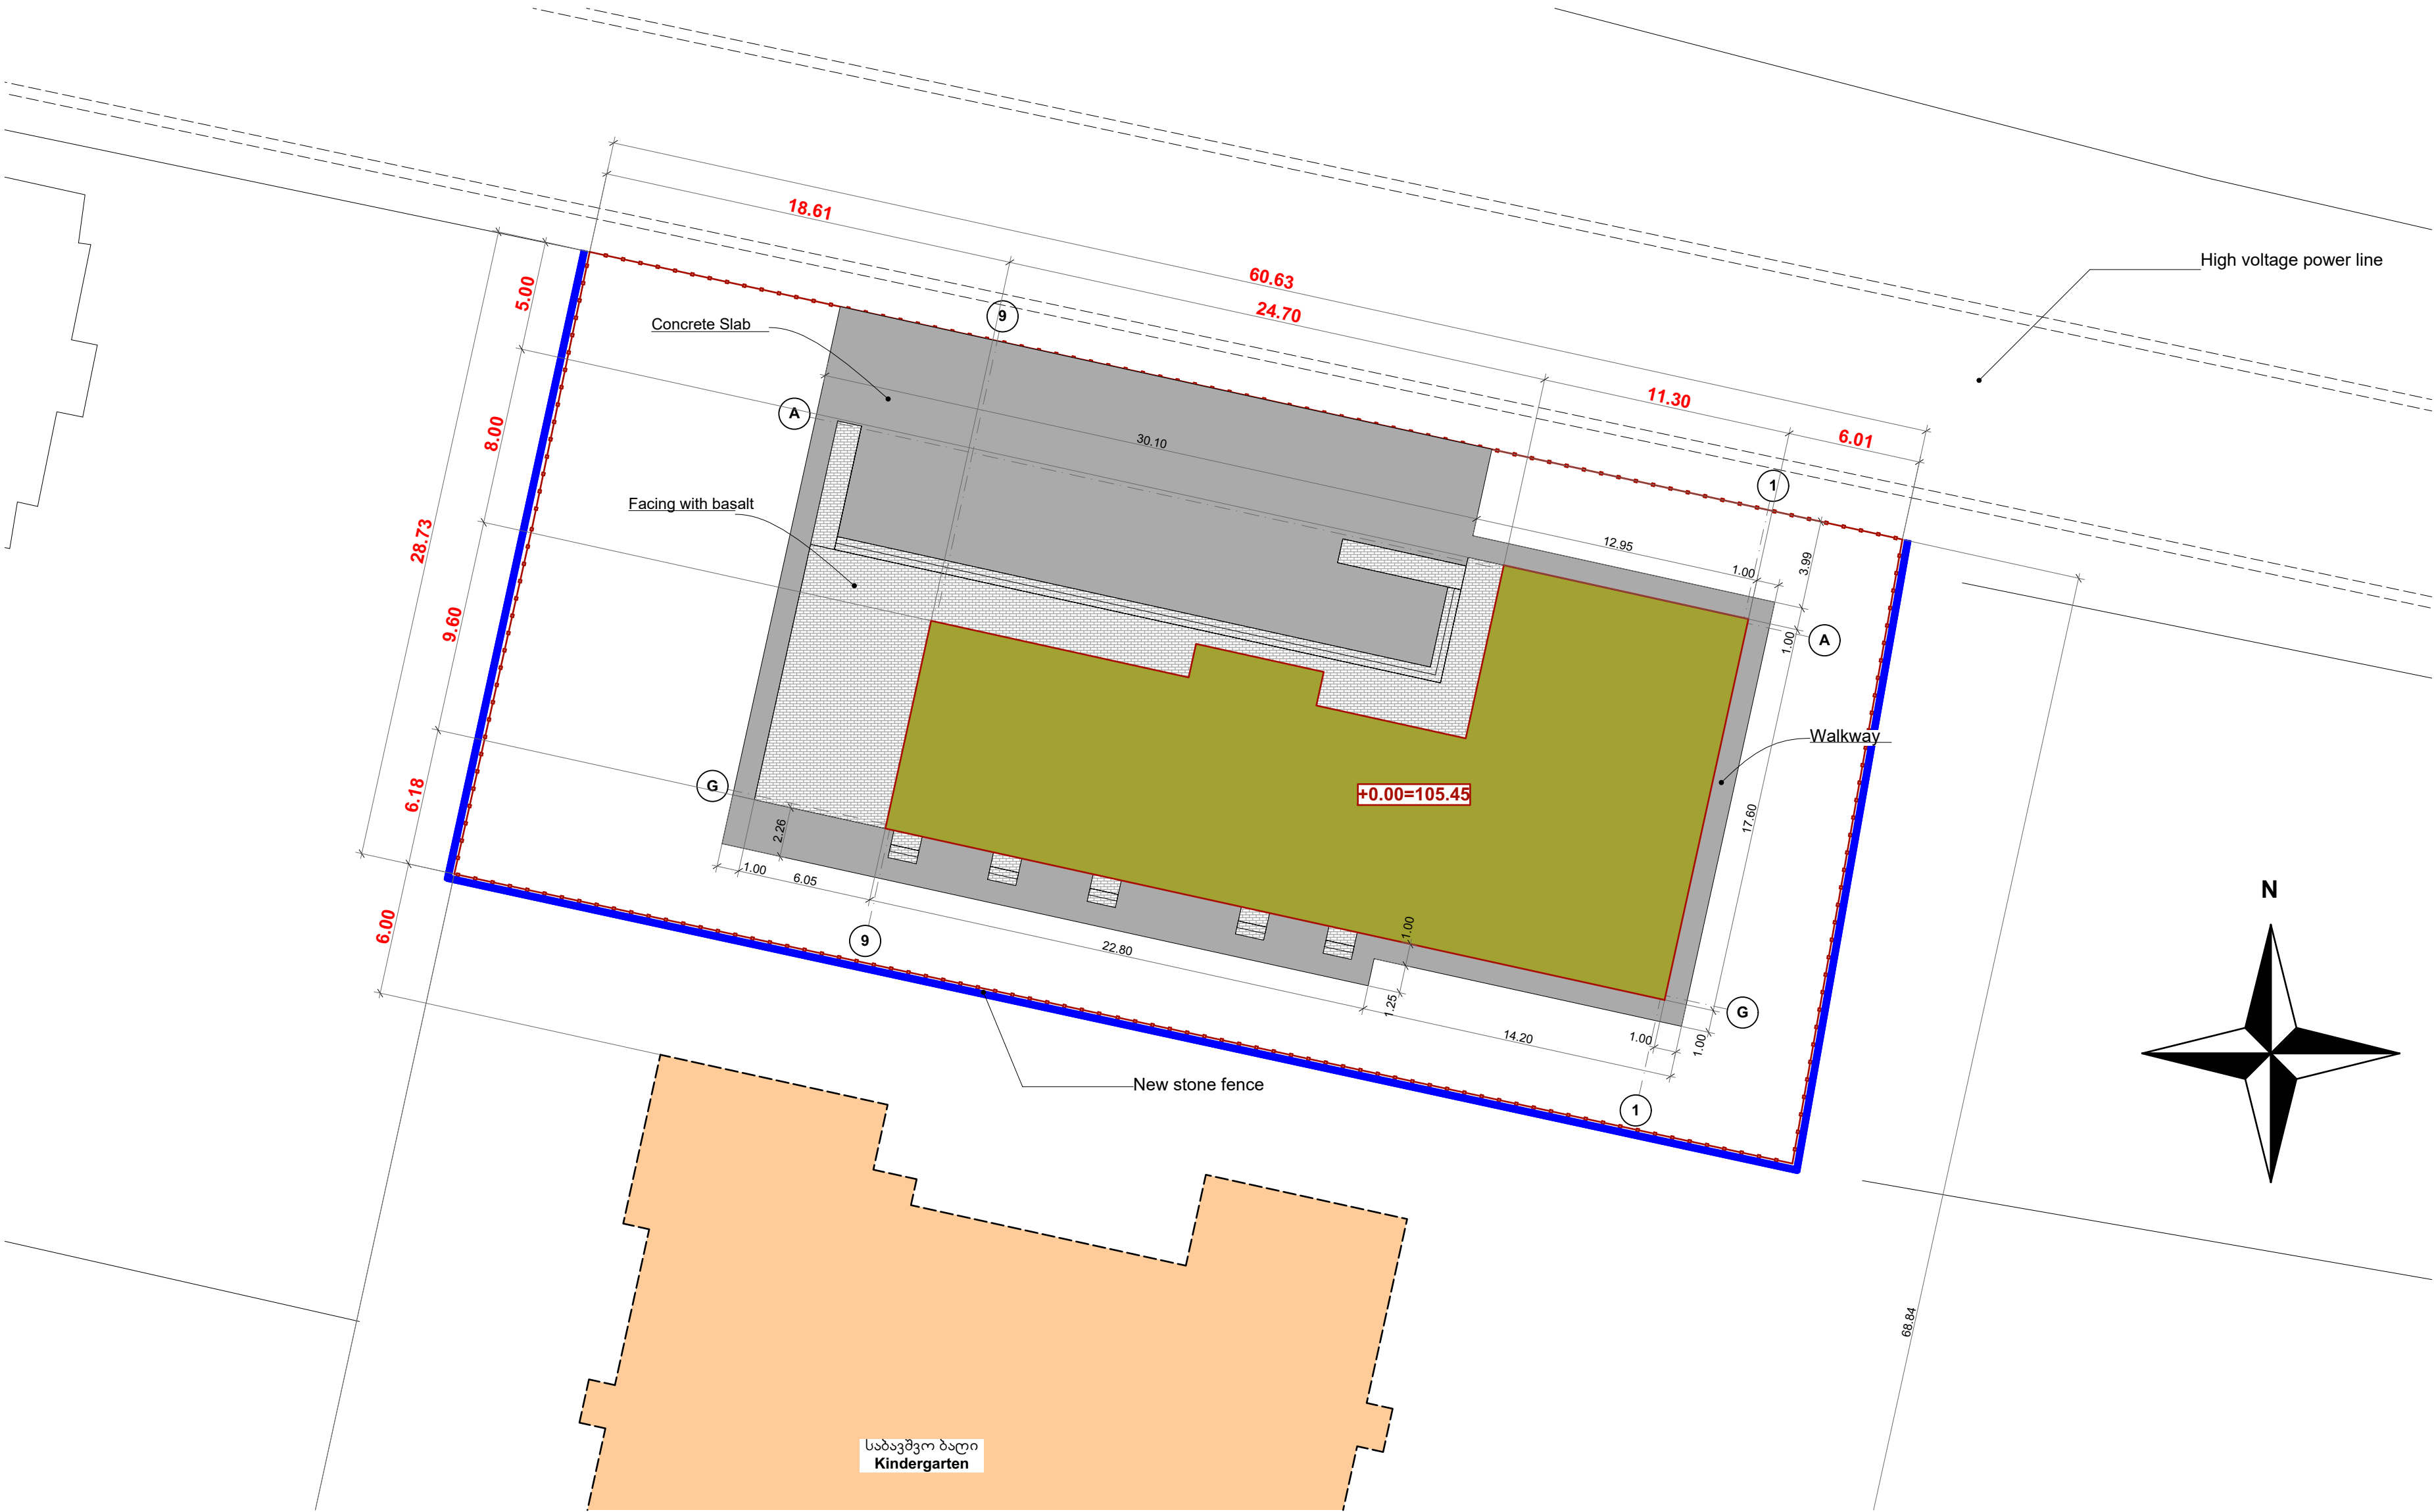 18.61
60.63
24.70
11.30
6.01
High voltage power line
5.00
Concrete Slab
9
8.00
A
30.10
1
Facing with basalt
28.73
12.95
1.00
3.99
9.60
1.00
A
Walkway
G
+0.00=105.45
17.60
6.18
2.26
1.00
6.05
N
6.00
9
22.80
1.00
1.25
G
14.20
1.00
1.00
New stone fence
1
68.84
საბავშვო ბაღი
Kindergarten